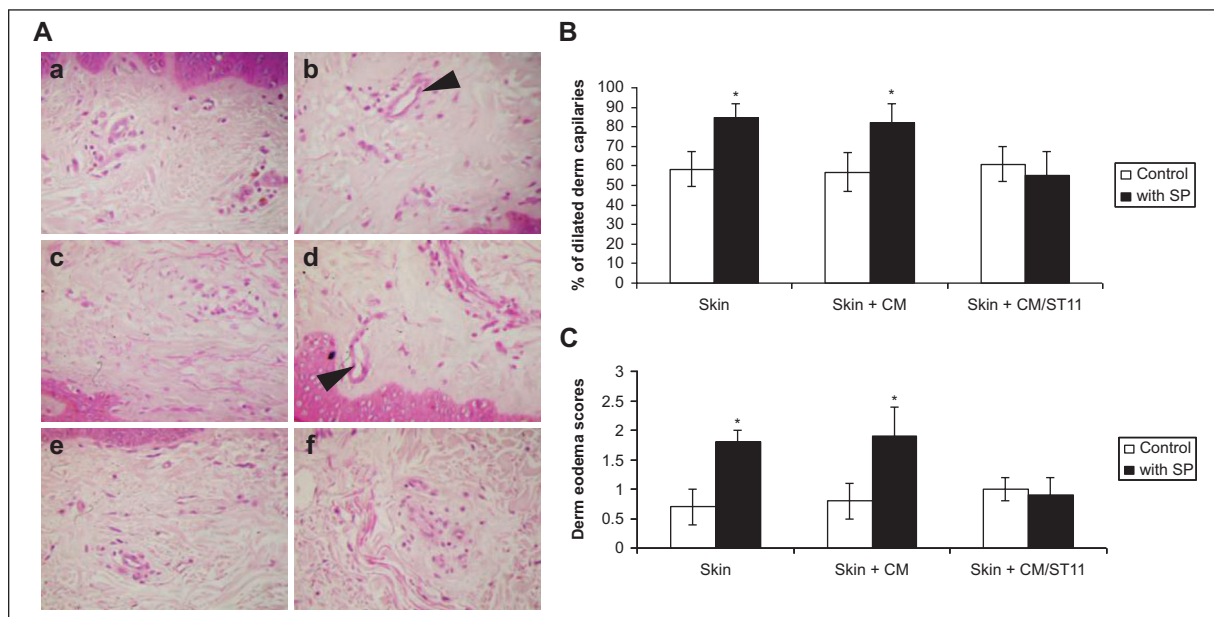 A
a
b
c
d
e
f
B
% of dilated derm capilaries
100
90
80
70
60
50
40
30
20
10
0
*
*
Skin
Skin + CM
Skin + CM/ST11
Control
with SP
C
Derm eodema scores
3
2.5
2
1.5
1
0.5
0
*
*
Skin
Skin + CM
Skin + CM/ST11
Control
with SP